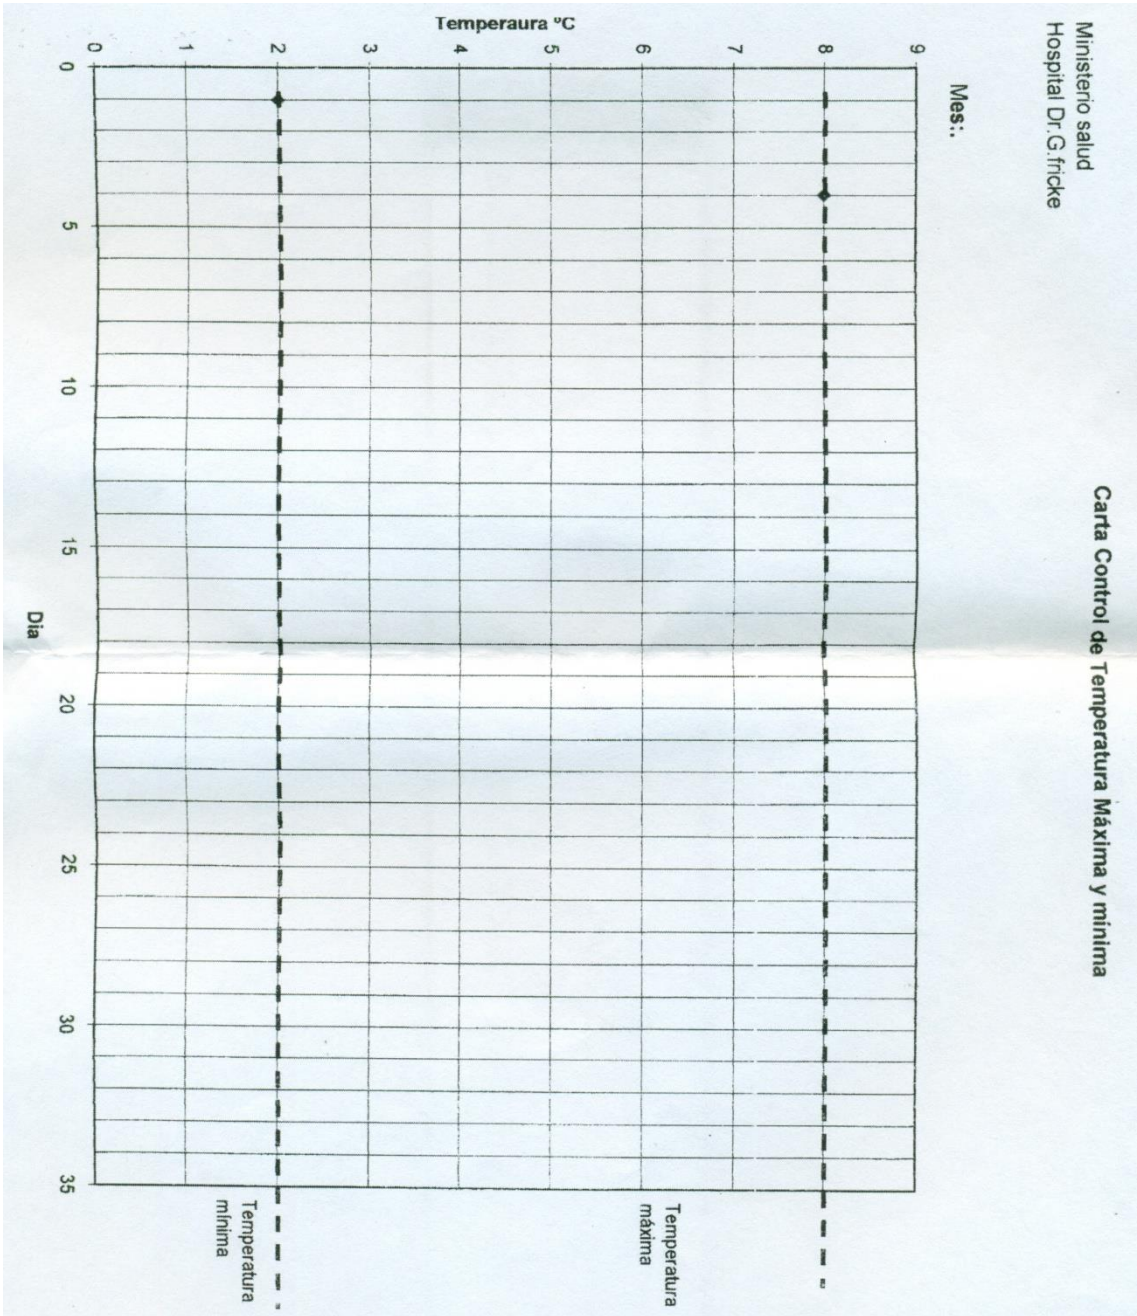 Ministerio salud
Hospital Dr.G.fricke
Carta Control de Temperatura Máxima y mínima
Mes:.
Temperaura ºC
9
8
7
6
5
4
3
2
1
0
Temperatura
máxima
Temperatura
mínima
0
5
10
15
20
25
30
35
Dia